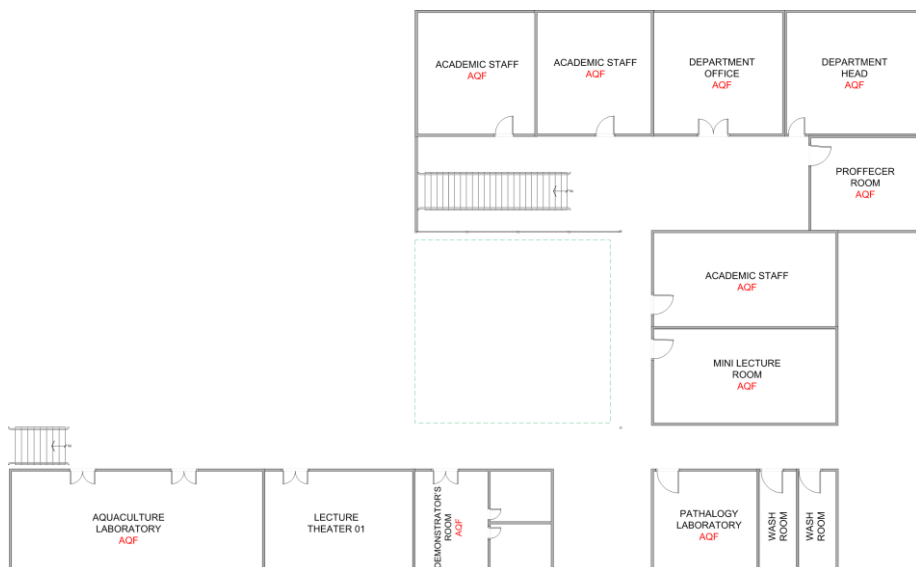 ACADEMIC STAFF
AQF
ACADEMIC STAFF
AQF
DEPARTMENT
OFFICE
AQF
DEPARTMENT
HEAD
AQF
PROFFECER
ROOM
AQF
ACADEMIC STAFF
AQF
MINI LECTURE
ROOM
AQF
AQUACULTURE
LABORATORY
AQF
LECTURE
THEATER 01
DEMONSTRATOR'S
ROOM
AQF
PATHALOGY
LABORATORY
AQF
WASH
ROOM
WASH
ROOM